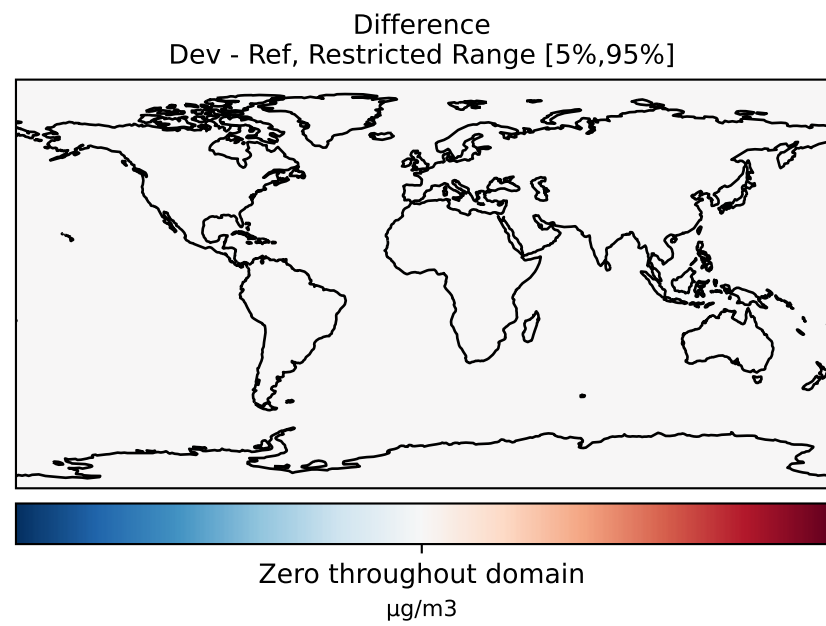 Difference
Dev - Ref, Restricted Range [5%,95%]
Zero throughout domain
μg/m3